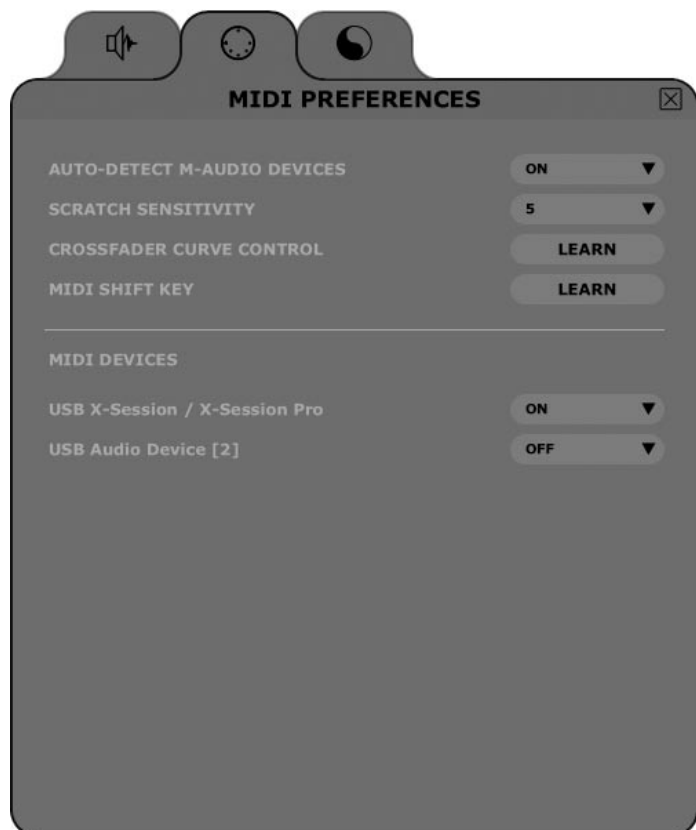 MIDI PREFERENCES
AUTO-DETECT M-AUDIO DEVICES ON
SCRATCH SENSITIVITY 5
CROSSFADER CURVE CONTROL LEARN
MIDI SHIFT KEY LEARN
MIDI DEVICES
USB X-Session / X-Session Pro ON
USB Audio Device [2] OFF